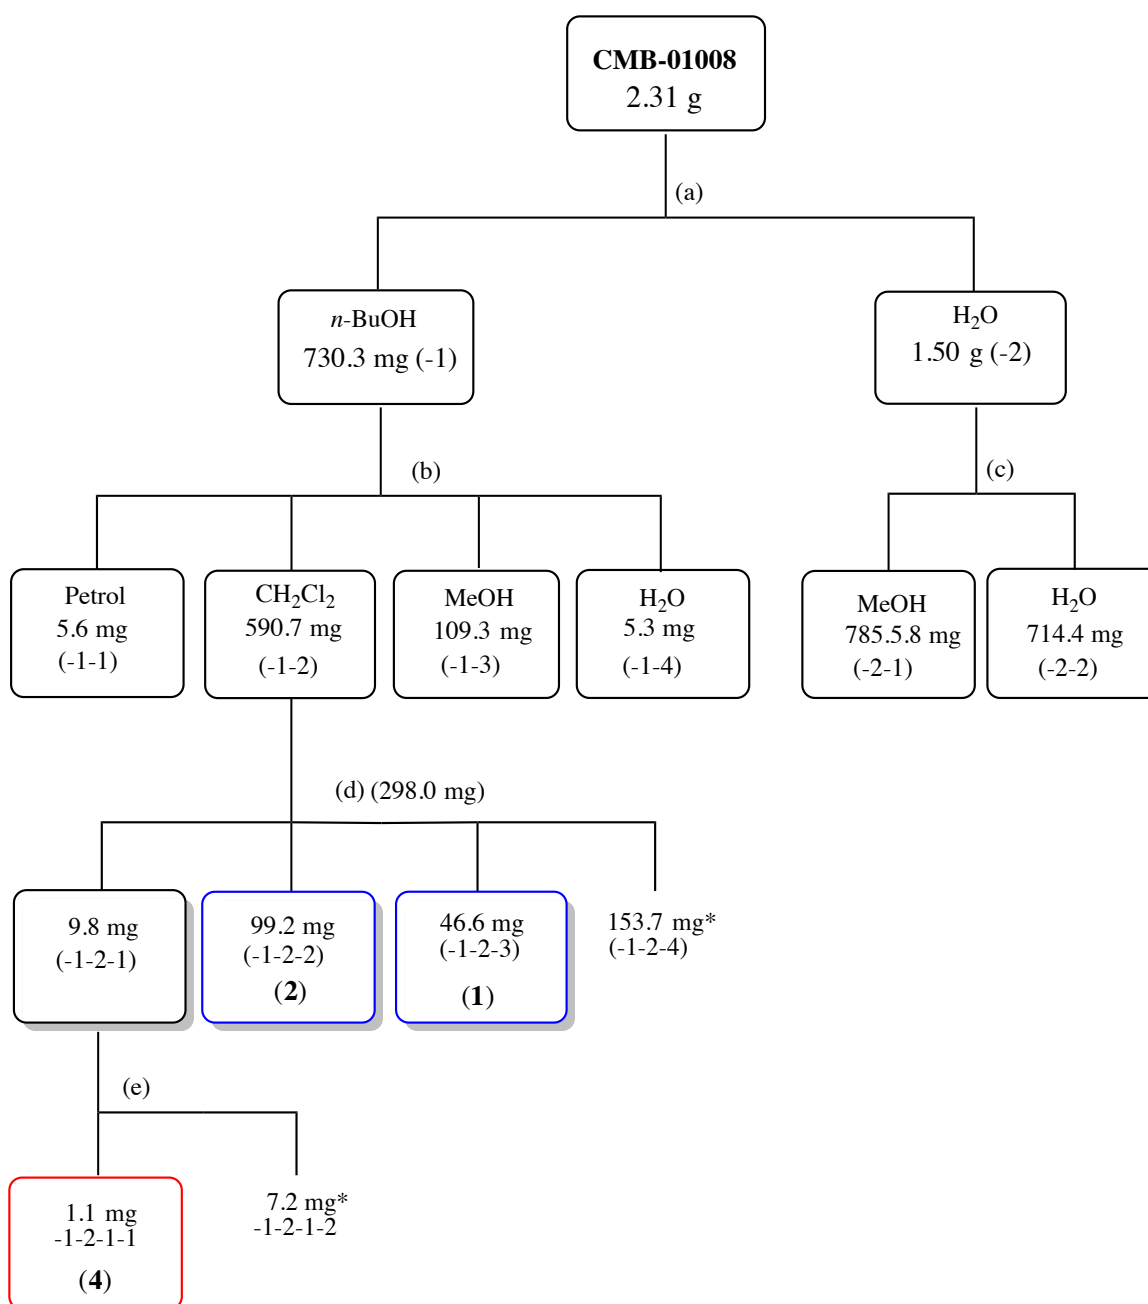 CMB-01008
2.31 g
(a)
n-BuOH
730.3 mg (-1)
H₂O
1.50 g (-2)
(b)
(c)
Petrol
5.6 mg
(-1-1)
CH₂Cl₂
590.7 mg
(-1-2)
MeOH
109.3 mg
(-1-3)
H₂O
5.3 mg
(-1-4)
MeOH
785.5.8 mg
(-2-1)
H₂O
714.4 mg
(-2-2)
(d) (298.0 mg)
9.8 mg
(-1-2-1)
99.2 mg
(-1-2-2)
(2)
46.6 mg
(-1-2-3)
(1)
153.7 mg*
(-1-2-4)
(e)
1.1 mg
-1-2-1-1
(4)
7.2 mg*
-1-2-1-2